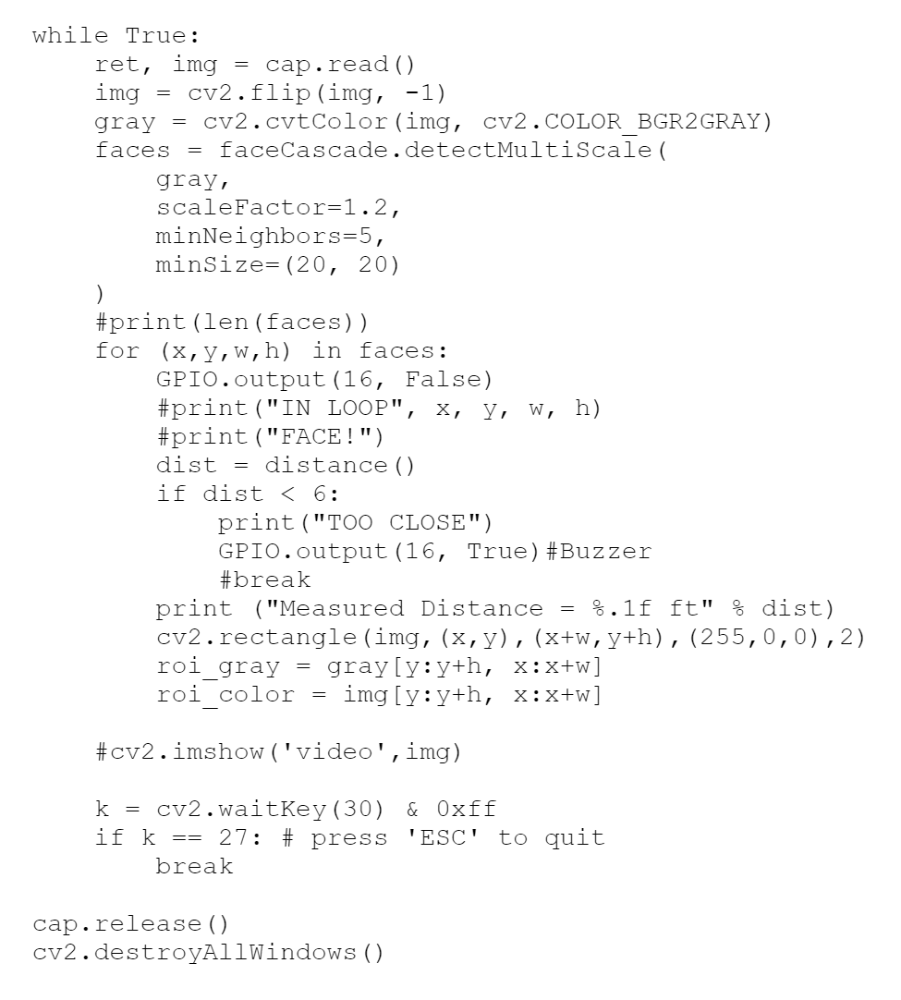 while True:
    ret, img = cap.read()
    img = cv2.flip(img, -1)
    gray = cv2.cvtColor(img, cv2.COLOR_BGR2GRAY)
    faces = faceCascade.detectMultiScale(
        gray,
        scaleFactor=1.2,
        minNeighbors=5,
        minSize=(20, 20)
    )
    #print(len(faces))
    for (x,y,w,h) in faces:
        GPIO.output(16, False)
        #print("IN LOOP", x, y, w, h)
        #print("FACE!")
        dist = distance()
        if dist < 6:
            print("TOO CLOSE")
            GPIO.output(16, True)#Buzzer
            #break
        print ("Measured Distance = %.1f ft" % dist)
        cv2.rectangle(img,(x,y),(x+w,y+h),(255,0,0),2)
        roi_gray = gray[y:y+h, x:x+w]
        roi_color = img[y:y+h, x:x+w]

    #cv2.imshow('video',img)

    k = cv2.waitKey(30) & 0xff
    if k == 27: # press 'ESC' to quit
        break

cap.release()
cv2.destroyAllWindows()